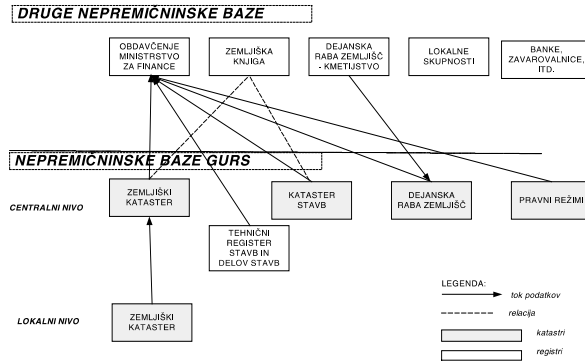 DRUGE NEPREMIČNINSKE BAZE
OBDAVČENJE
MINISTRSTVO
ZA FINANCE
ZEMLJIŠKA
KNJIGA
DEJANSKA
RABA ZEMLJIŠČ
- KMETIJSTVO
LOKALNE
SKUPNOSTI
BANKE,
ZAVAROVALNICE,
ITD.
NEPREMIČNINSKE BAZE GURS
CENTRALNI NIVO
ZEMLJIŠKI
KATASTER
KATASTER
STAVB
DEJANSKA
RABA ZEMLJIŠČ
PRAVNI REŽIMI
TEHNIČNI
REGISTER
STAVB IN
DELOV STAVB
LOKALNI NIVO
ZEMLJIŠKI
KATASTER
LEGENDA:
tok podatkov
relacija
katastri
registri